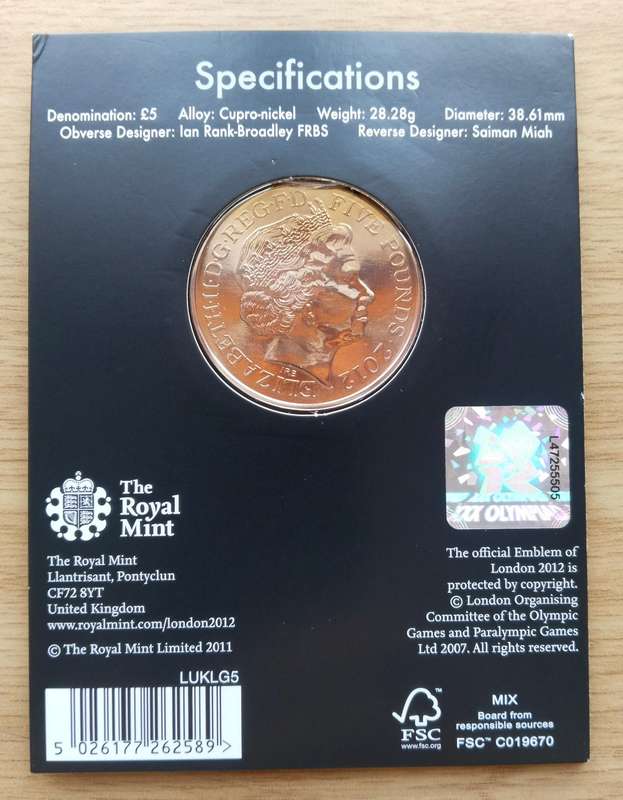 Specifications
Denomination: £5 Alloy: Cupro-nickel Weight: 28.28g Diameter: 38.61mm
Obverse Designer: Ian Rank-Broadley FRBS Reverse Designer: Saiman Miah
ELIZABETH·II·D·G·REG·F·D FIVE POUNDS·2012
IRB
L47255505
OLYMPI
The
Royal
Mint
The Royal Mint
Llantrisant, Pontyclun
CF72 8YT
United Kingdom
www.royalmint.com/london2012
© The Royal Mint Limited 2011
The official Emblem of
London 2012 is
protected by copyright.
© London Organising
Committee of the Olympic
Games and Paralympic Games
Ltd 2007. All rights reserved.
LUKLG5
5 026177 262589 >
FSC
www.fsc.org
MIX
Board from
responsible sources
FSC™ C019670